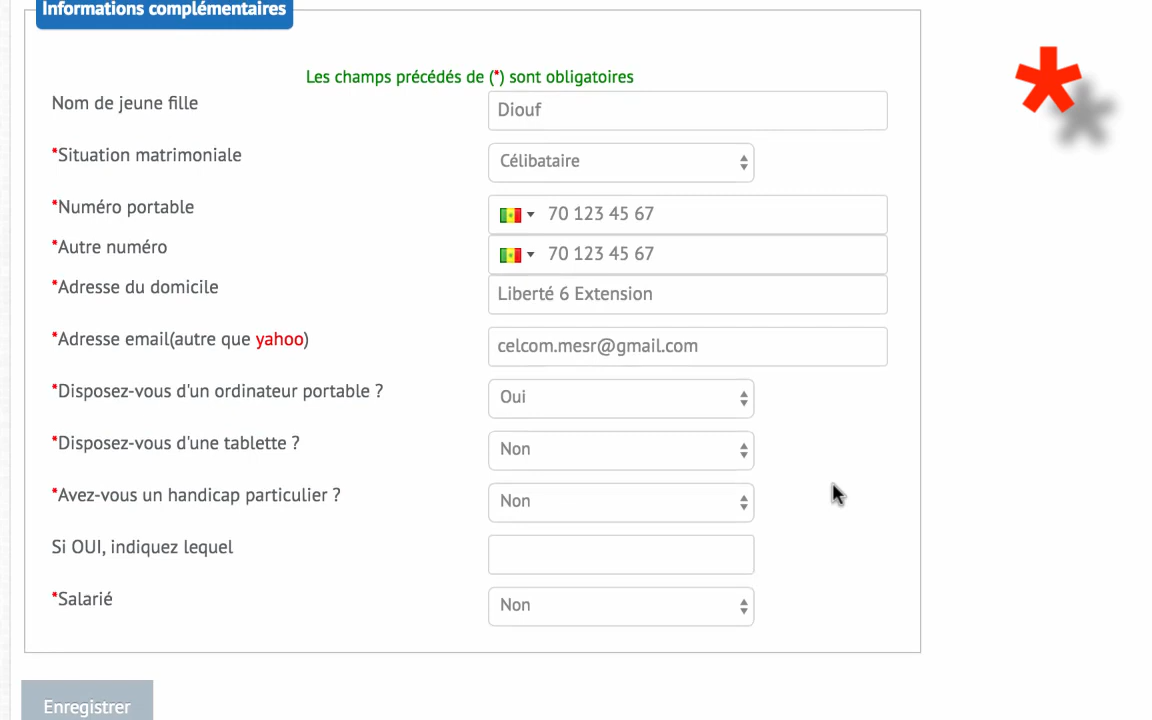 Informations complémentaires
Les champs précédés de (*) sont obligatoires
Nom de jeune fille
Diouf
*Situation matrimoniale
Célibataire
*Numéro portable
70 123 45 67
*Autre numéro
70 123 45 67
*Adresse du domicile
Liberté 6 Extension
*Adresse email(autre que yahoo)
celcom.mesr@gmail.com
*Disposez-vous d'un ordinateur portable ?
Oui
*Disposez-vous d'une tablette ?
Non
*Avez-vous un handicap particulier ?
Non
Si OUI, indiquez lequel
*Salarié
Non
Enregistrer
*